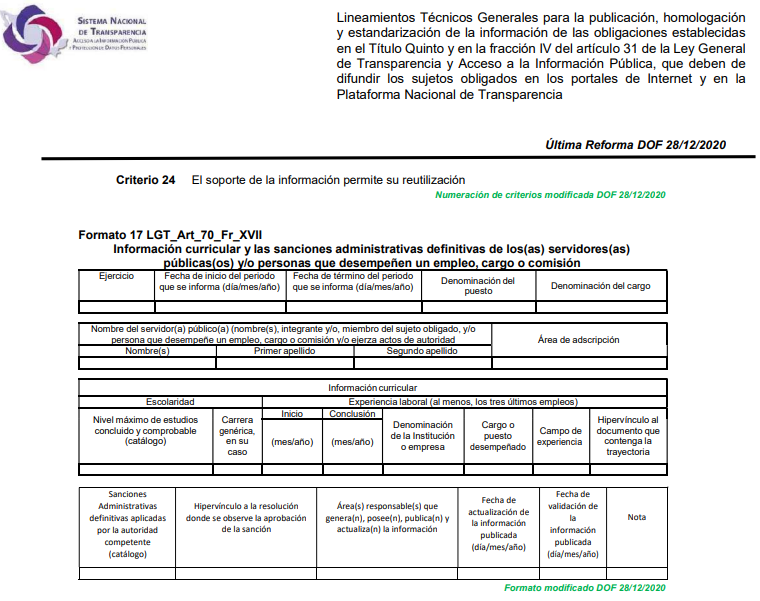 SISTEMA NACIONAL
DE TRANSPARENCIA
ACCESO A LA INFORMACIÓN PÚBLICA
Y PROTECCIÓN DE DATOS PERSONALES
Lineamientos Técnicos Generales para la publicación, homologación
y estandarización de la información de las obligaciones establecidas
en el Título Quinto y en la fracción IV del artículo 31 de la Ley General
de Transparencia y Acceso a la Información Pública, que deben de
difundir los sujetos obligados en los portales de Internet y en la
Plataforma Nacional de Transparencia
Última Reforma DOF 28/12/2020
Criterio 24 El soporte de la información permite su reutilización
Numeración de criterios modificada DOF 28/12/2020
Formato 17 LGT_Art_70_Fr_XVII
Información curricular y las sanciones administrativas definitivas de los(as) servidores(as)
públicas(os) y/o personas que desempeñen un empleo, cargo o comisión
Ejercicio
Fecha de inicio del periodo
que se informa (día/mes/año)
Fecha de término del periodo
que se informa (día/mes/año)
Denominación del
puesto
Denominación del cargo
Nombre del servidor(a) público(a) (nombre(s), integrante y/o, miembro del sujeto obligado, y/o
persona que desempeñe un empleo, cargo o comisión y/o ejerza actos de autoridad
Área de adscripción
Nombre(s)
Primer apellido
Segundo apellido
Información curricular
Escolaridad
Experiencia laboral (al menos, los tres últimos empleos)
Nivel máximo de estudios
concluido y comprobable
(catálogo)
Carrera
genérica,
en su
caso
Inicio
(mes/año)
Conclusión
(mes/año)
Denominación
de la Institución
o empresa
Cargo o
puesto
desempeñado
Campo de
experiencia
Hipervínculo al
documento que
contenga la
trayectoria
Sanciones
Administrativas
definitivas aplicadas
por la autoridad
competente
(catálogo)
Hipervínculo a la resolución
donde se observe la aprobación
de la sanción
Área(s) responsable(s) que
genera(n), posee(n), publica(n) y
actualiza(n) la información
Fecha de
actualización de
la información
publicada
(día/mes/año)
Fecha de
validación de
la
información
publicada
(día/mes/año)
Nota
Formato modificado DOF 28/12/2020